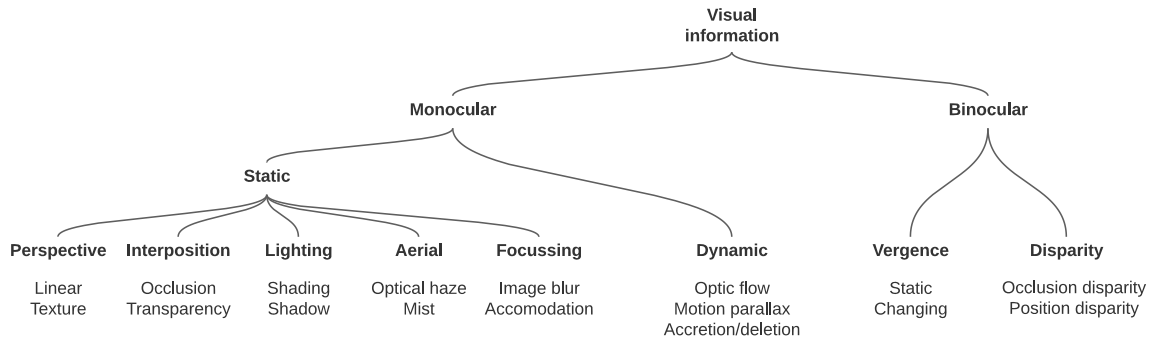 Visual
information
Monocular
Binocular
Static
Perspective
Interposition
Lighting
Aerial
Focussing
Dynamic
Vergence
Disparity
Linear
Texture
Occlusion
Transparency
Shading
Shadow
Optical haze
Mist
Image blur
Accomodation
Optic flow
Motion parallax
Accretion/deletion
Static
Changing
Occlusion disparity
Position disparity